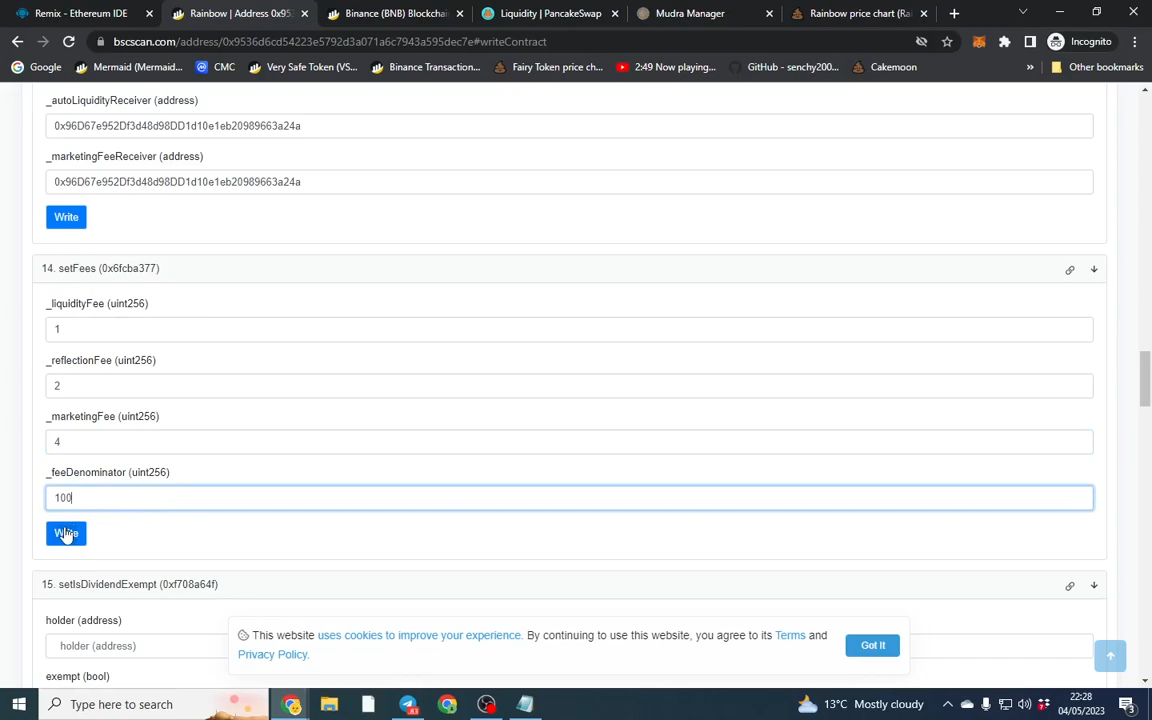 Remix - Ethereum IDE
Rainbow | Address 0x95
Binance (BNB) Blockcha
Liquidity | PancakeSwap
Mudra Manager
Rainbow price chart (Ra
bscscan.com/address/0x9536d6cd54223e5792d3a071a6c7943a595dec7e#writeContract
Incognito
Google
Mermaid (Mermaid...
CMC
Very Safe Token (VS...
Binance Transaction...
Fairy Token price ch...
2:49 Now playing...
GitHub - senchy200...
Cakemoon
»
Other bookmarks
_autoLiquidityReceiver (address)
0x96D67e952Df3d48d98DD1d10e1eb20989663a24a
_marketingFeeReceiver (address)
0x96D67e952Df3d48d98DD1d10e1eb20989663a24a
Write
14. setFees (0x6fcba377)
_liquidityFee (uint256)
1
_reflectionFee (uint256)
2
_marketingFee (uint256)
4
_feeDenominator (uint256)
100
Write
15. setIsDividendExempt (0xf708a64f)
holder (address)
holder (address)
exempt (bool)
This website uses cookies to improve your experience. By continuing to use this website, you agree to its Terms and
Privacy Policy.
Got It
Type here to search
13°C Mostly cloudy
22:28
04/05/2023
3